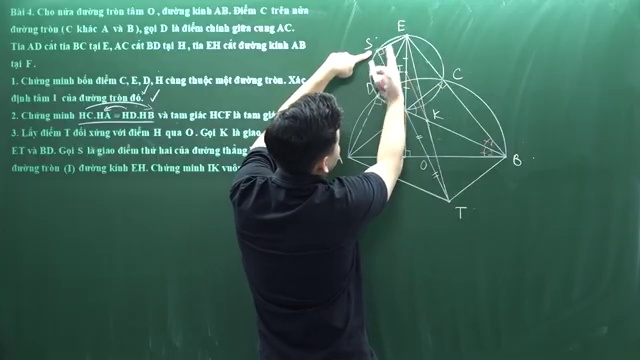 Bài 4. Cho nửa đường tròn tâm O , đường kính AB. Điểm C trên nửa
đường tròn (C khác A và B), gọi D là điểm chính giữa cung AC.
Tia AD cắt tia BC tại E, AC cắt BD tại H , tia EH cắt đường kính AB
tại F .
1. Chứng minh bốn điểm C, E, D, H cùng thuộc một đường tròn. Xác
định tâm I của đường tròn đó.
2. Chứng minh HC.HA = HD.HB và tam giác HCF là tam giá
3. Lấy điểm T đối xứng với điểm H qua O . Gọi K là giao
ET và BD. Gọi S là giao điểm thứ hai của đường thẳng
đường tròn (I) đường kính EH. Chứng minh IK vuô
S
E
I
C
K
O
B
T